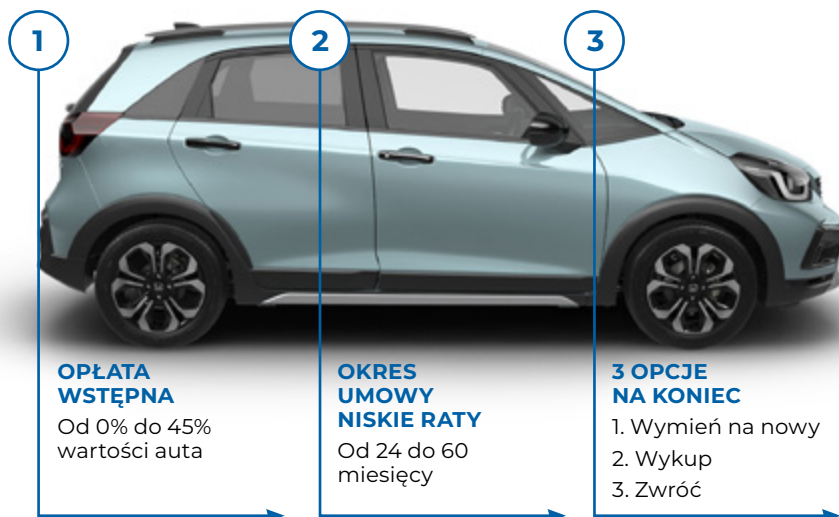 1
2
3
OPŁATA
WSTĘPNA
Od 0% do 45%
wartości auta
OKRES
UMOWY
NISKIE RATY
Od 24 do 60
miesięcy
3 OPCJE
NA KONIEC
1. Wymień na nowy
2. Wykup
3. Zwróć